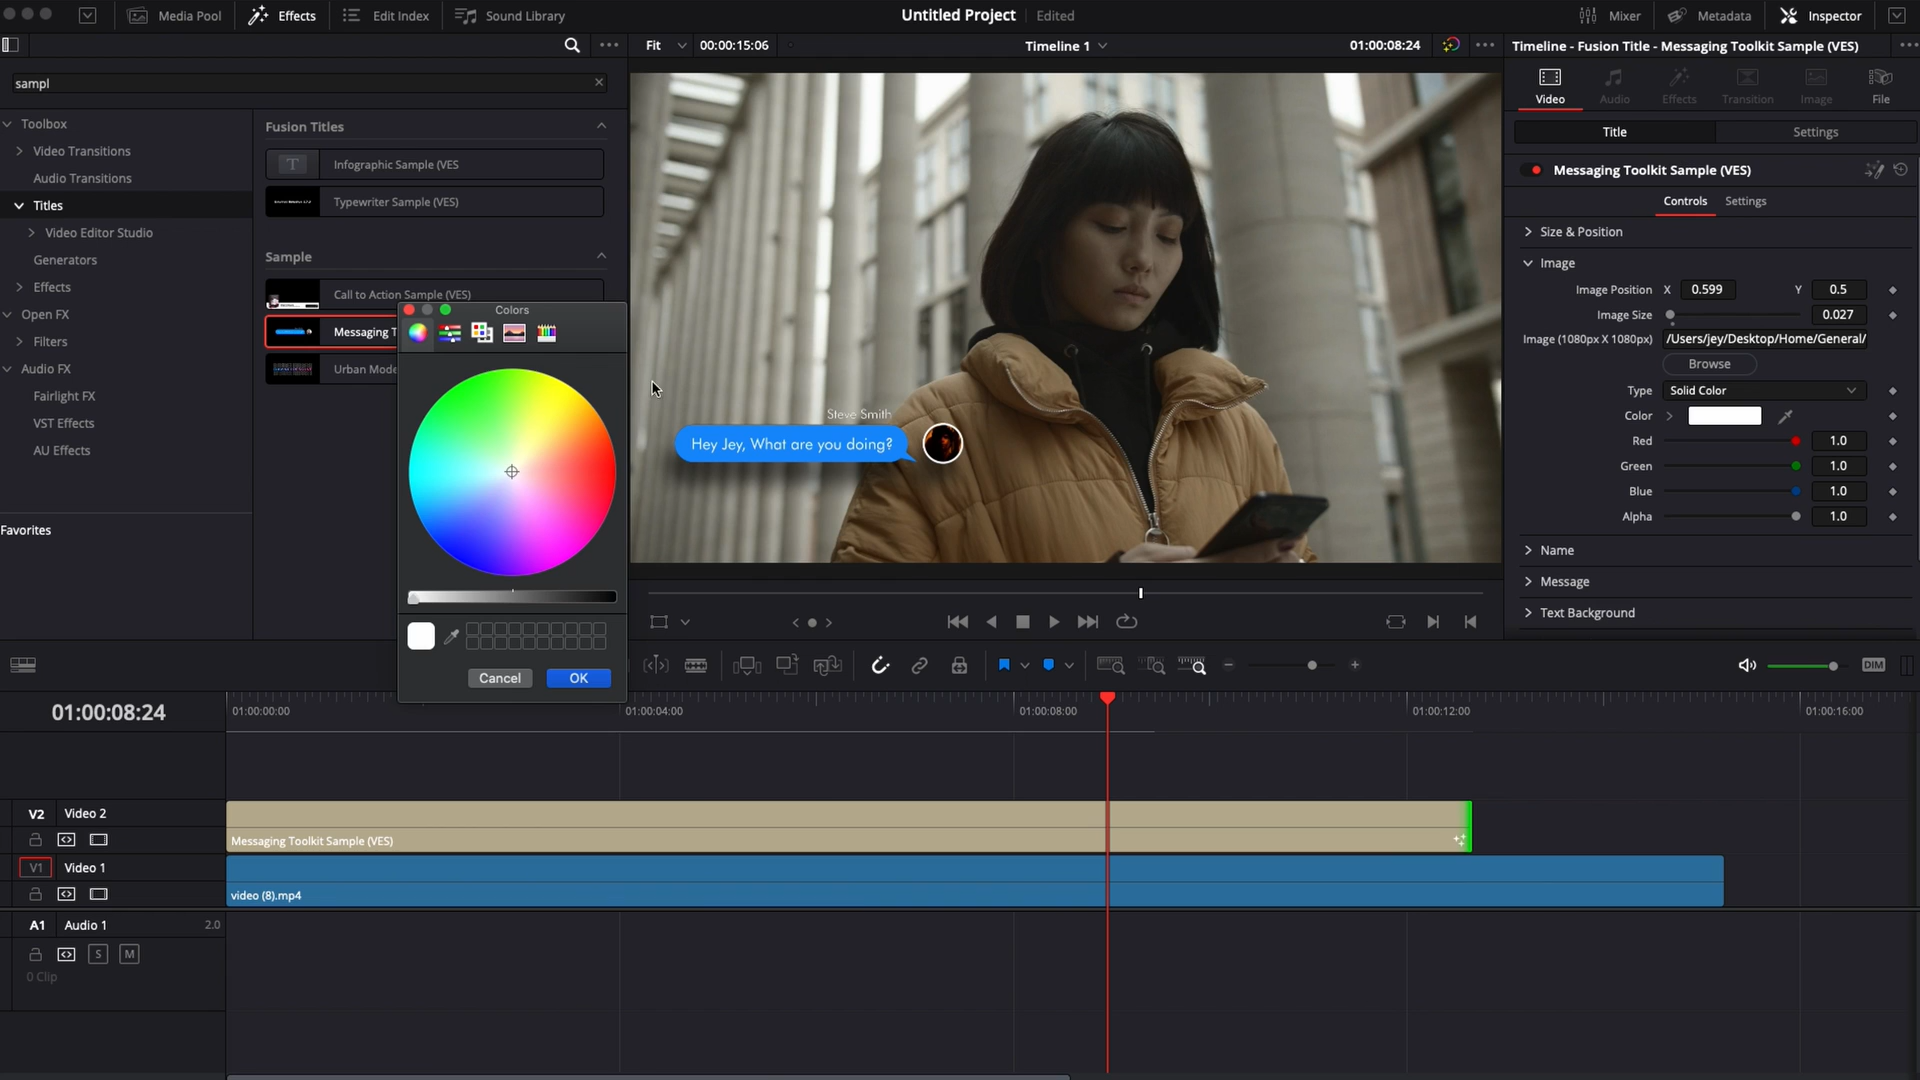 Media Pool
Effects
Edit Index
Sound Library
Untitled Project
Edited
Mixer
Metadata
Inspector
Fit
00:00:15:06
Timeline 1
01:00:08:24
Timeline - Fusion Title - Messaging Toolkit Sample (VES)
sampl
Toolbox
Video Transitions
Audio Transitions
Titles
Video Editor Studio
Generators
Effects
Open FX
Filters
Audio FX
Fairlight FX
VST Effects
AU Effects
Favorites
Fusion Titles
Infographic Sample (VES
Typewriter Sample (VES)
Sample
Call to Action Sample (VES)
Messaging T
Urban Mode
Colors
Cancel
OK
Steve Smith
Hey Jey, What are you doing?
Video
Audio
Effects
Transition
Image
File
Title
Settings
Messaging Toolkit Sample (VES)
Controls
Settings
Size & Position
Image
Image Position X 0.599 Y 0.5
Image Size 0.027
Image (1080px X 1080px) /Users/jey/Desktop/Home/General/
Browse
Type Solid Color
Color
Red 1.0
Green 1.0
Blue 1.0
Alpha 1.0
Name
Message
Text Background
DIM
01:00:08:24
01:00:00:00
01:00:04:00
01:00:08:00
01:00:12:00
01:00:16:00
V2 Video 2
Messaging Toolkit Sample (VES)
V1 Video 1
video (8).mp4
A1 Audio 1 2.0
S M
0 Clip